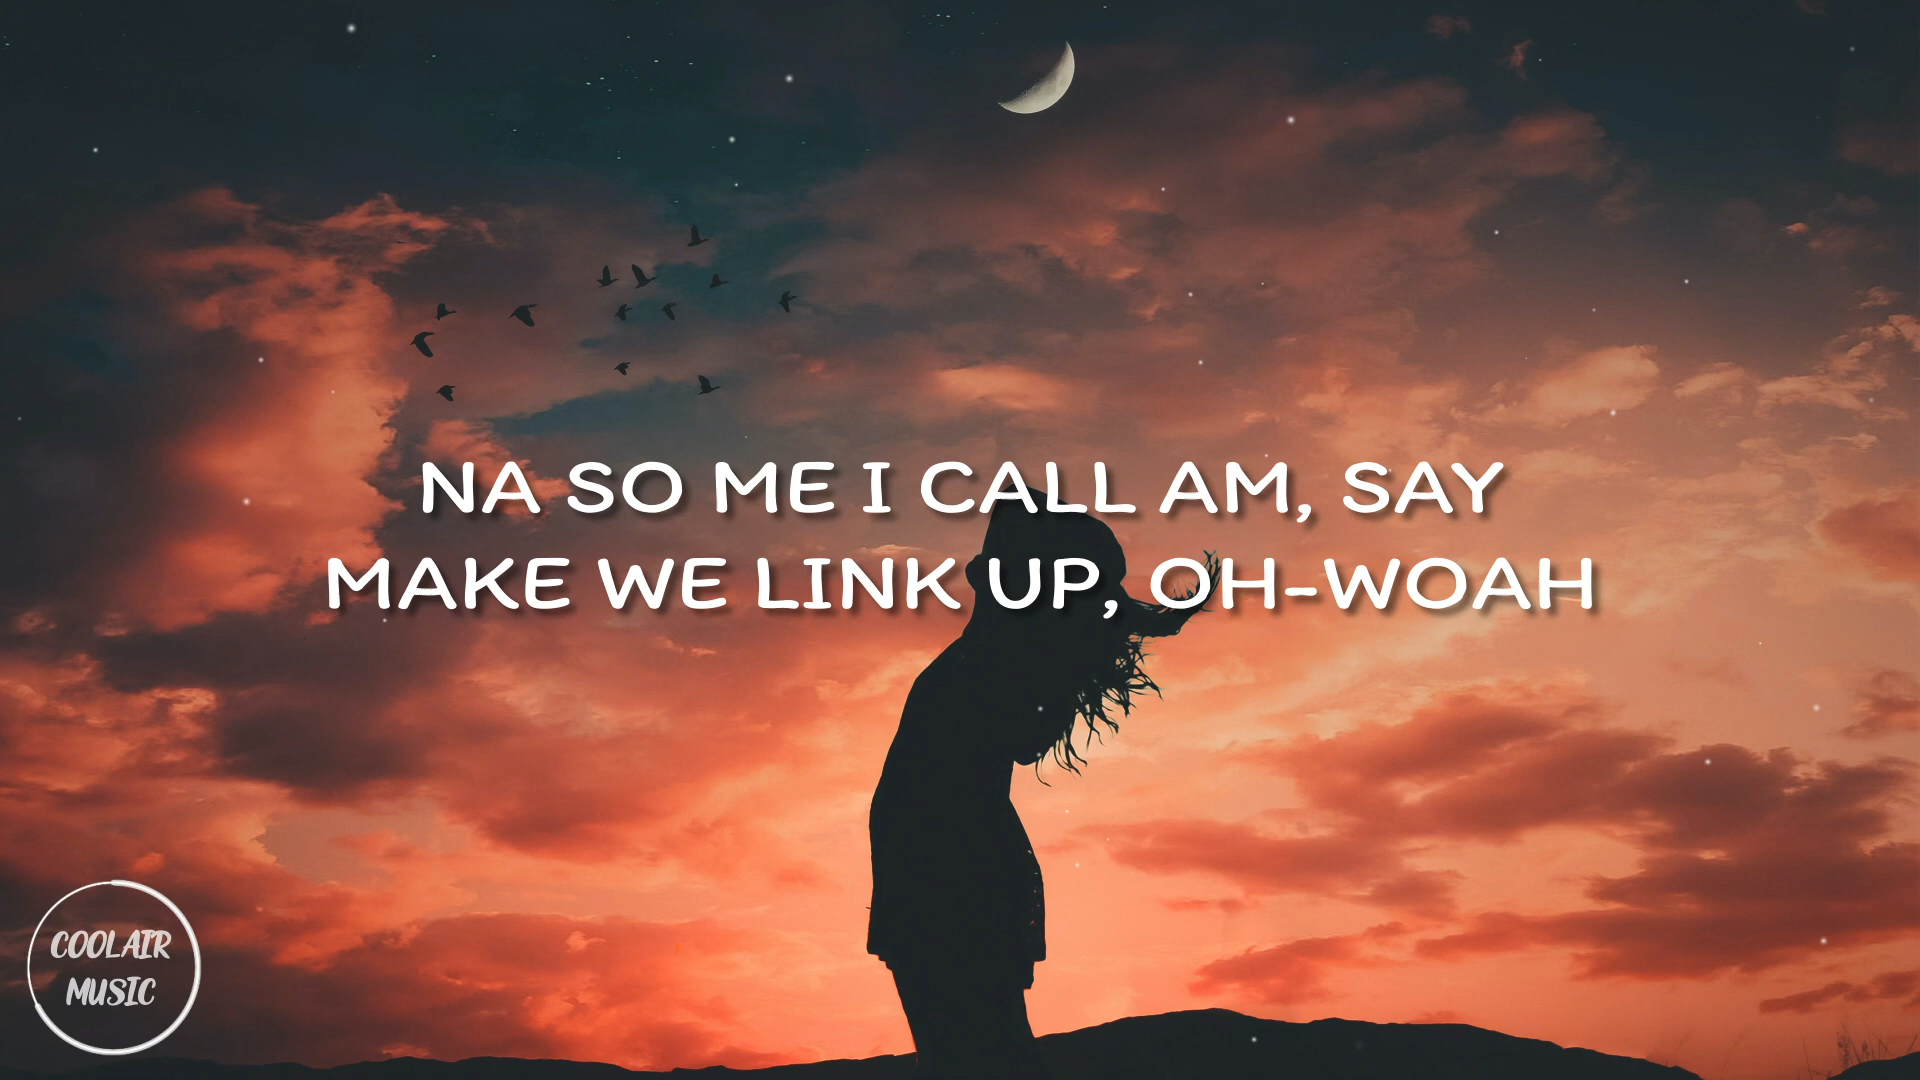 NA SO ME I CALL AM, SAY
MAKE WE LINK UP, OH-WOAH
COOLAIR
MUSIC